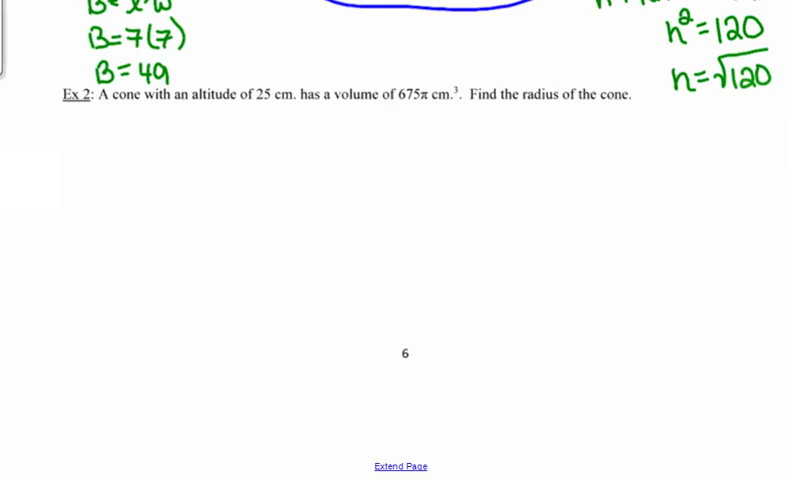 B=7(7)
h²=120
B=49
h=√120
Ex 2: A cone with an altitude of 25 cm. has a volume of 675π cm.³. Find the radius of the cone.
6
Extend Page